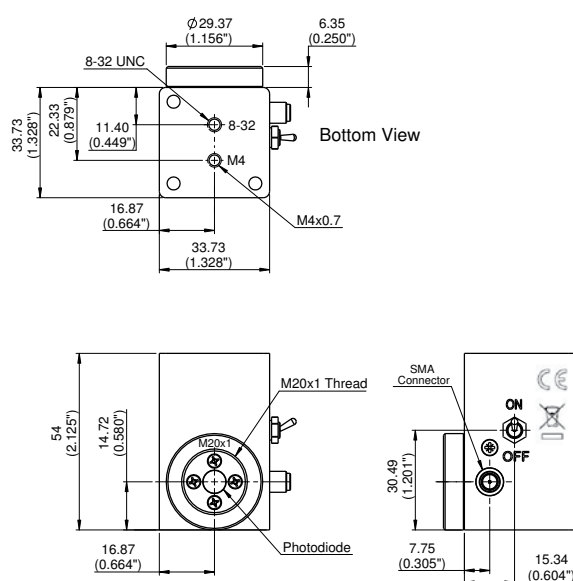 Ø29.37
(1.156")
6.35
(0.250")
8-32 UNC
33.73
(1.328")
22.33
(0.879")
11.40
(0.449")
8-32
M4
Bottom View
16.87
(0.664")
M4x0.7
33.73
(1.328")
54
(2.125")
14.72
(0.580")
M20x1 Thread
M20x1
16.87
(0.664")
Photodiode
SMA
Connector
CE
ON
OFF
30.49
(1.201")
7.75
(0.305")
15.34
(0.604")